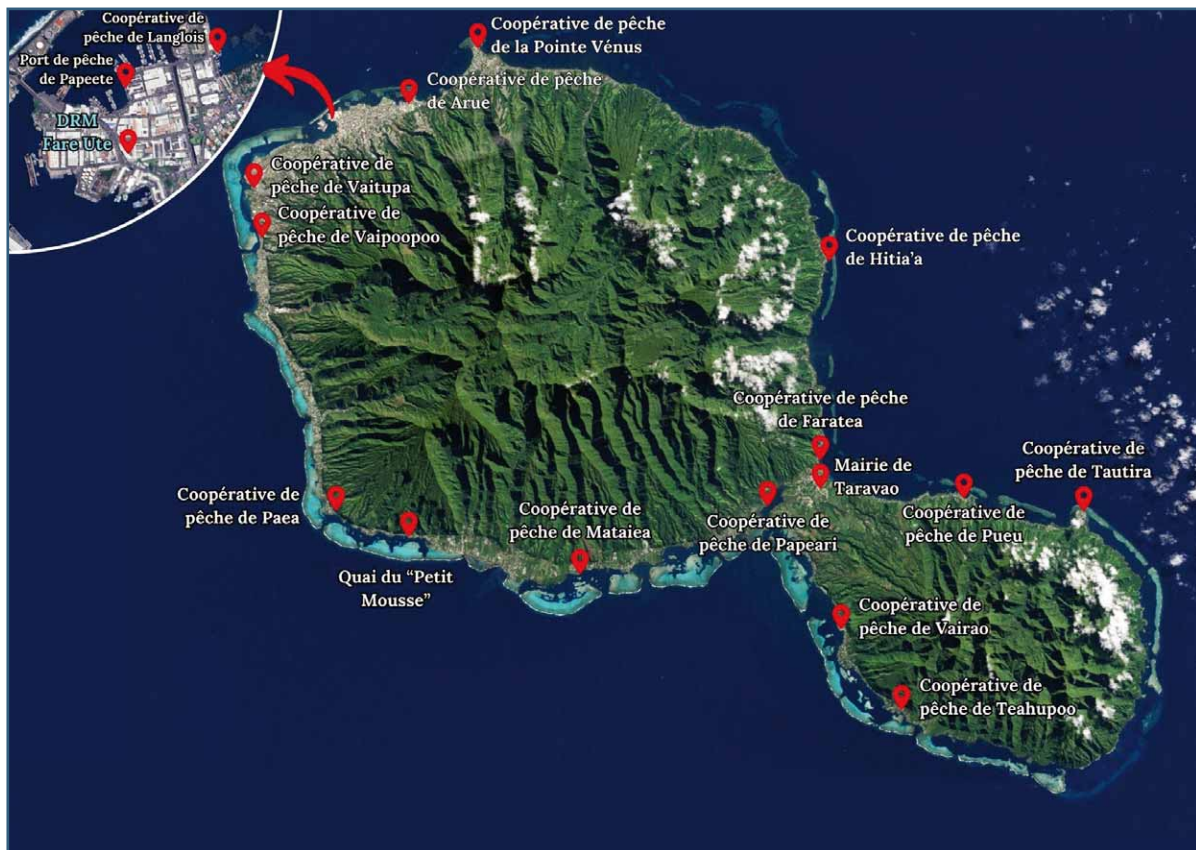 Coopérative de
pêche de Langlois
Port de pêche
de Papeete
DRM
Fare Ute
Coopérative de pêche
de la Pointe Vénus
Coopérative de pêche
de Arue
Coopérative de
pêche de Vaitupa
Coopérative de
pêche de Vaipoopoo
Coopérative de pêche
de Hitia'a
Coopérative de pêche
de Faratea
Mairie de
Taravao
Coopérative de
pêche de Tautira
Coopérative de
pêche de Pueu
Coopérative de
pêche de Papeari
Coopérative de
pêche de Mataiea
Coopérative de
pêche de Paea
Quai du “Petit
Mousse”
Coopérative de
pêche de Vairao
Coopérative de
pêche de Teahupoo